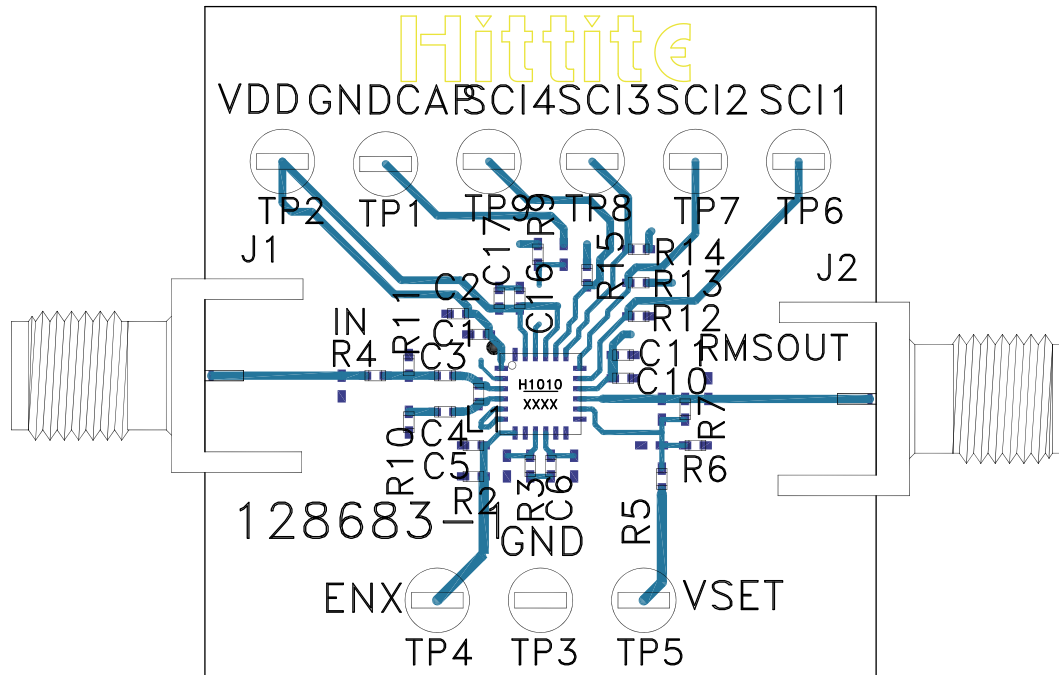 Hittite
VDD GND CAP SCI4 SCI3 SCI2 SCI1
TP2 TP1 TP9 TP8 TP7 TP6
J1
J2
R9
C17
R15
R14
R13
R12
C16
C2
C1
R11
IN
R4
C3
C11
C10
RMSOUT
H1010
XXXX
L1
C4
R10
C5
R2
R7
R6
R3
C6
R5
128683-1
GND
ENX
VSET
TP4 TP3 TP5